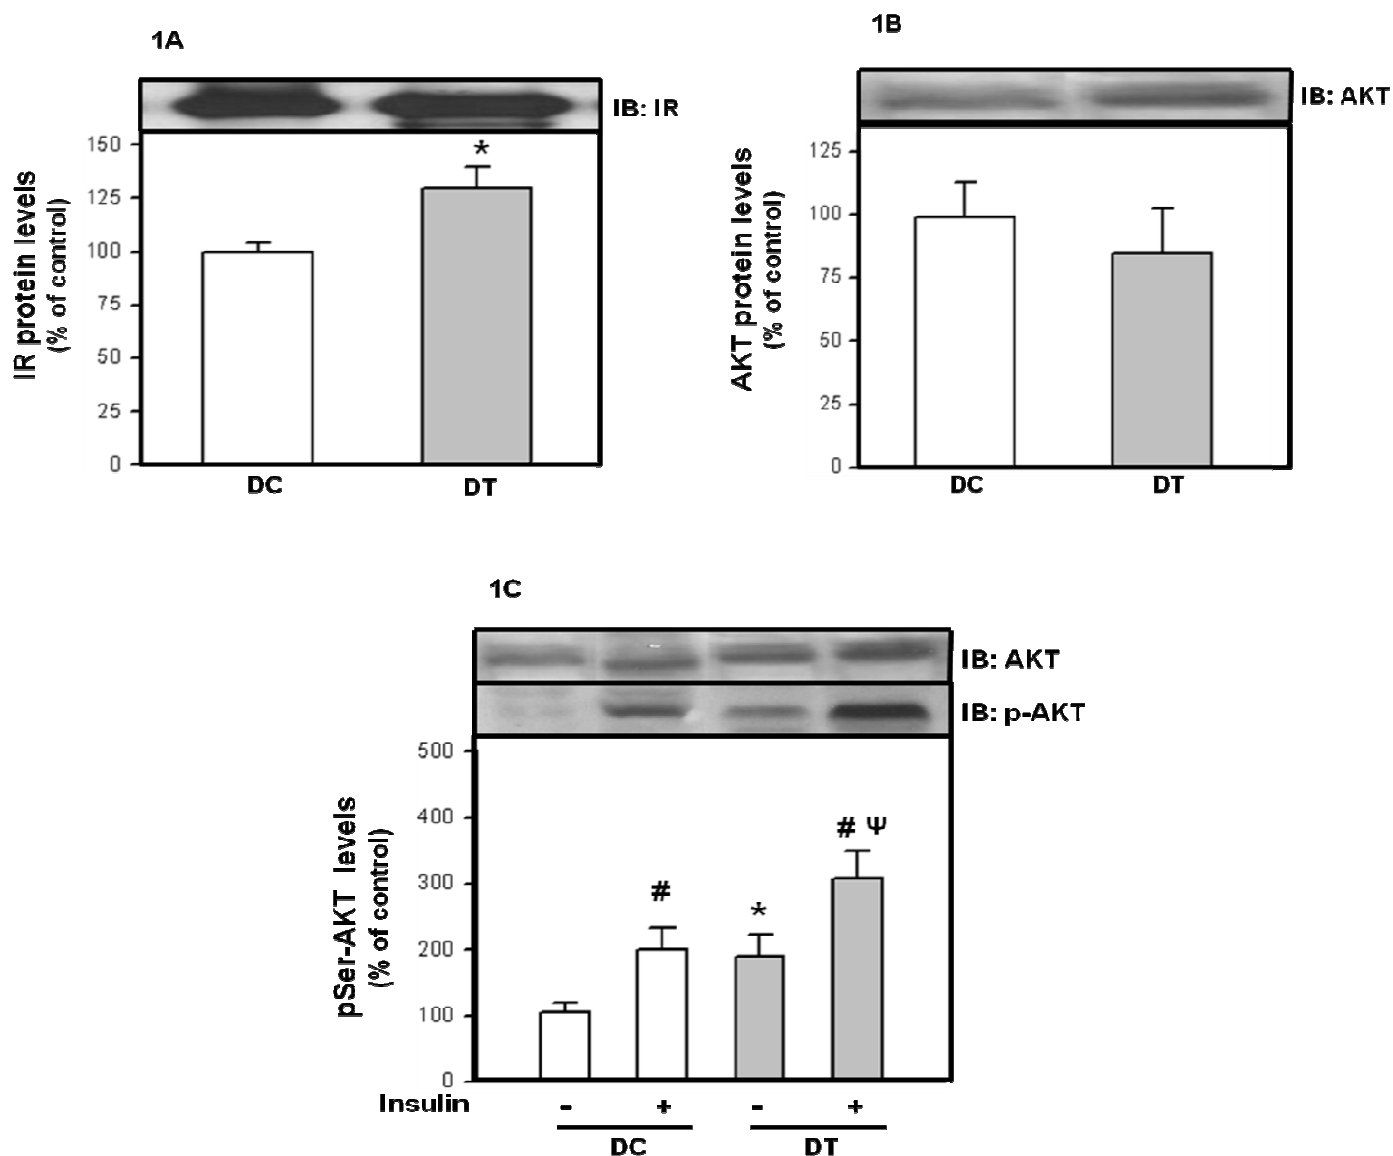 1A
IB: IR
IR protein levels
(% of control)
150
*
125
100
75
50
25
0
DC DT
1B
IB: AKT
AKT protein levels
(% of control)
125
100
75
50
25
0
DC DT
1C
IB: AKT
IB: p-AKT
pSer-AKT levels
(% of control)
500
400
# Ψ
300
#
*
200
100
0
Insulin - + - +
DC DT